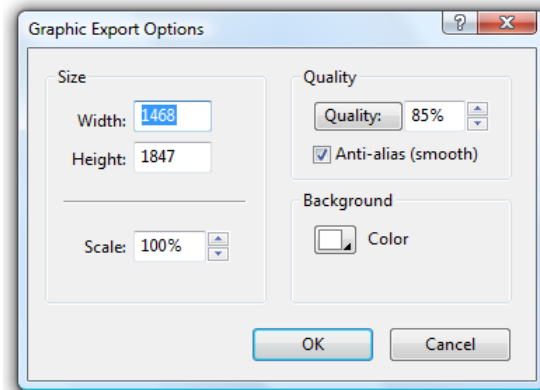 Graphic Export Options
Size
Width: 1468
Height: 1847
Scale: 100%
Quality
Quality: 85%
Anti-alias (smooth)
Background
Color
OK
Cancel